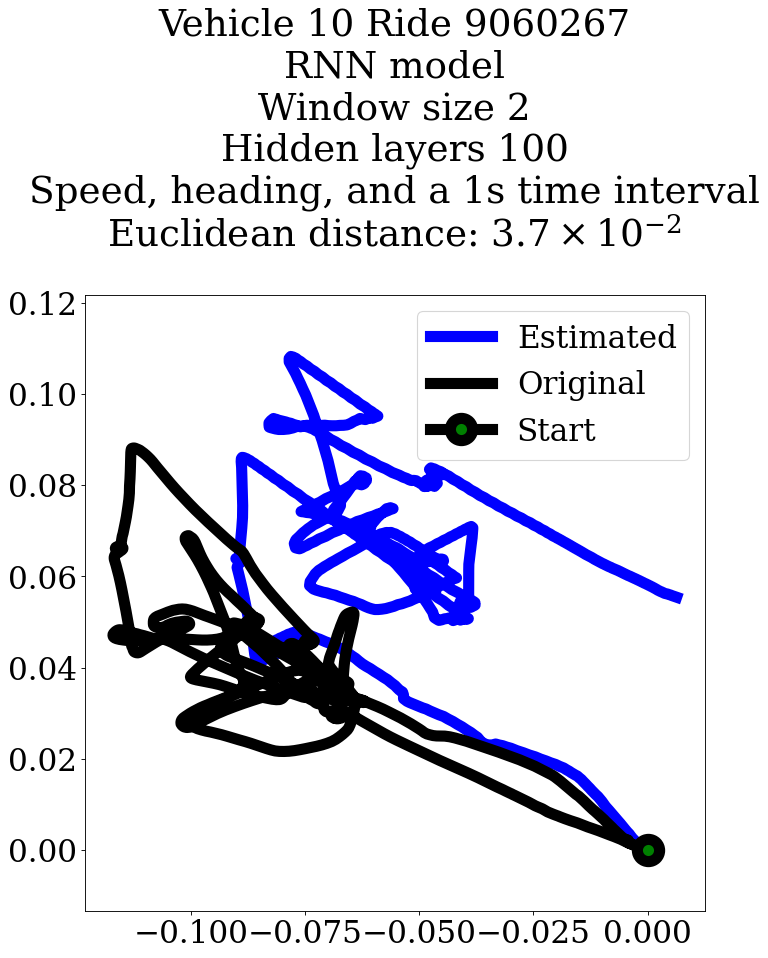 Vehicle 10 Ride 9060267
RNN model
Window size 2
Hidden layers 100
Speed, heading, and a 1s time interval
Euclidean distance: $3.7 \times 10^{-2}$
Estimated
Original
Start
0.12
0.10
0.08
0.06
0.04
0.02
0.00
−0.100 −0.075 −0.050 −0.025 0.000